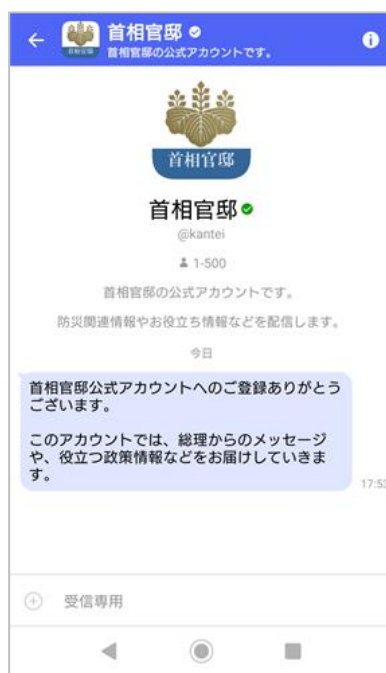 首相官邸
首相官邸の公式アカウントです。
首相官邸
首相官邸
@kantei
1-500
首相官邸の公式アカウントです。
防災関連情報やお役立ち情報などを配信します。
今日
首相官邸公式アカウントへのご登録ありがとう
ございます。
このアカウントでは、総理からのメッセージ
や、役立つ政策情報などをお届けしていきま
す。
17:53
受信専用